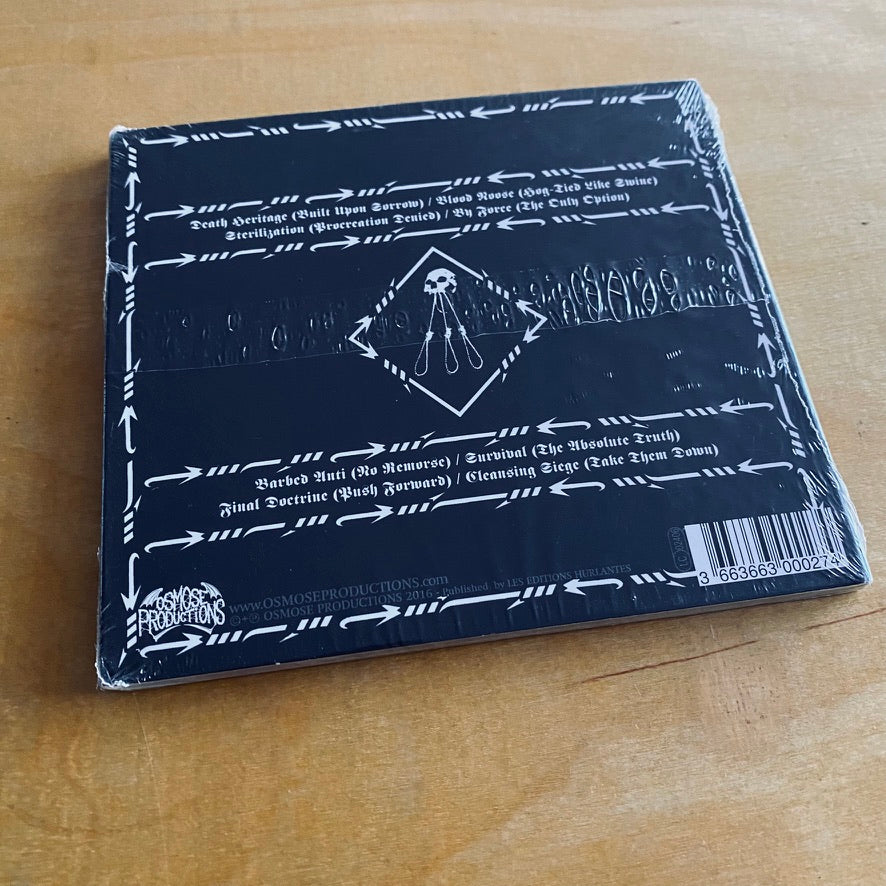 Death Heritage (Built Upon Sorrow) / Blood Noose (Hog-Tied Like Swine)
Sterilization (Procreation Denied) / By Force (The Only Option)
Barbed Anti (No Remorse) / Survival (The Absolute Truth)
Final Doctrine (Push Forward) / Cleansing Siege (Take Them Down)
OSMOSE
PRODUCTIONS
www.OSMOSEPRODUCTIONS.com
©+℗ OSMOSE PRODUCTIONS 2016 - Published by LES EDITIONS HURLANTES
3 663663 000274